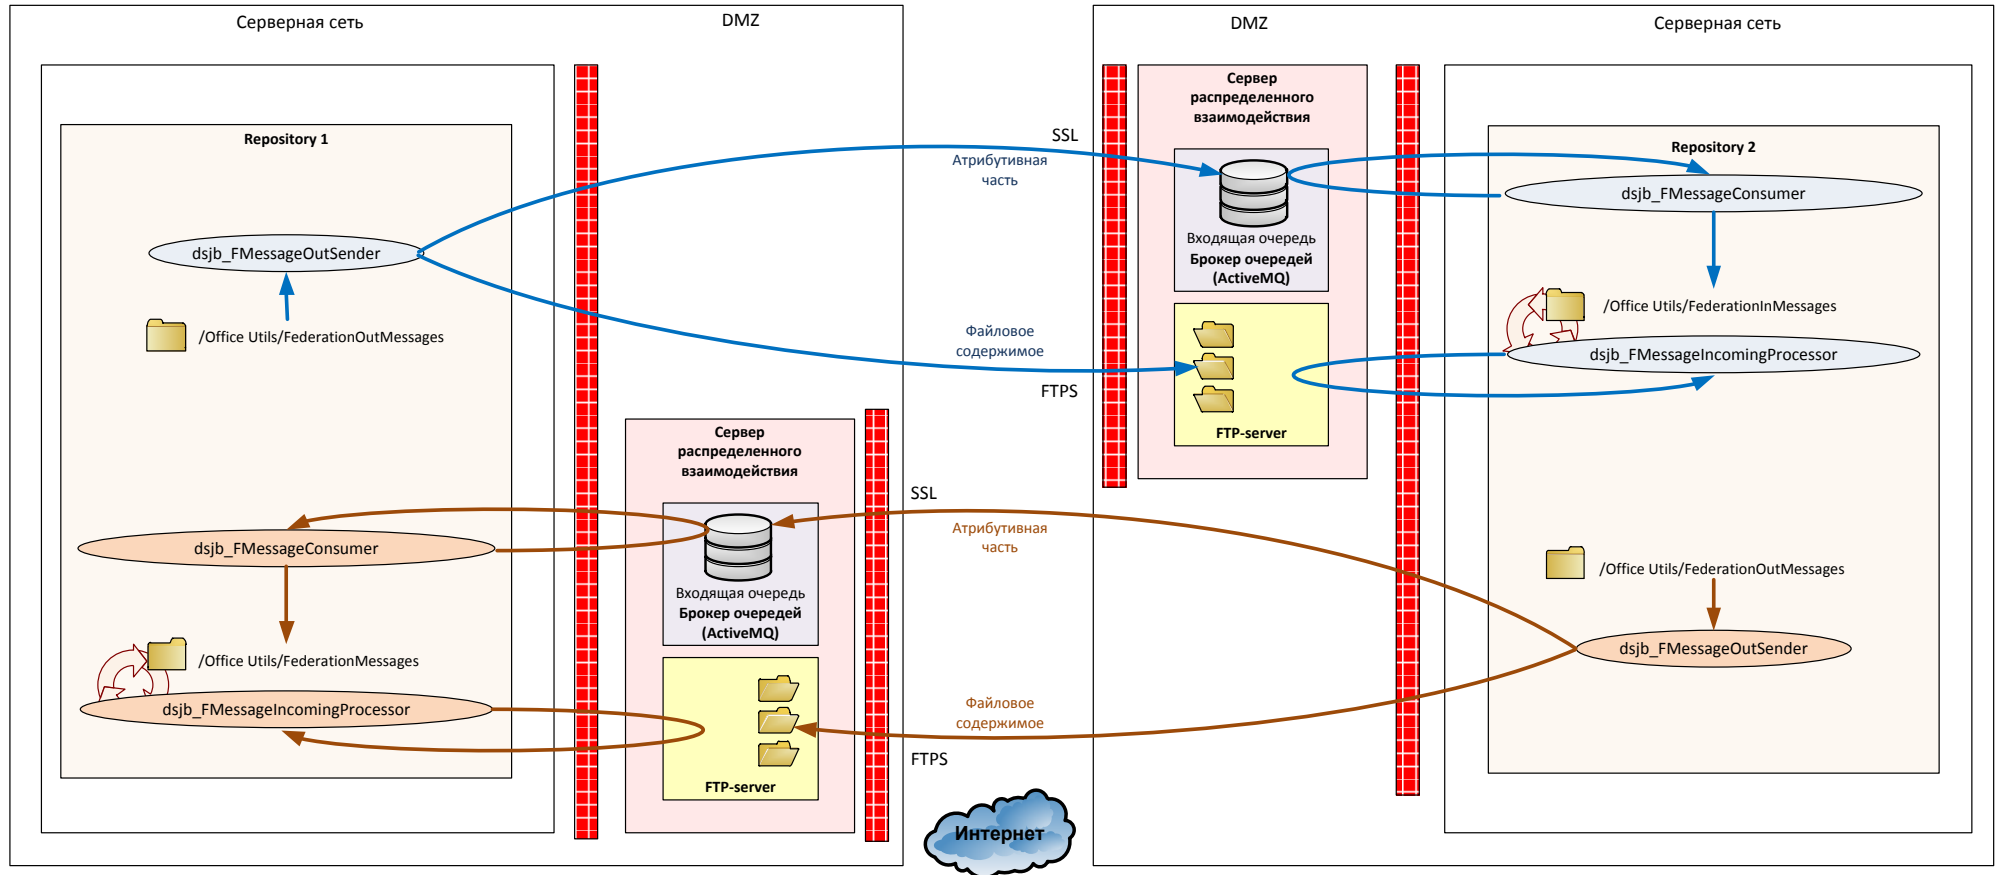 Серверная сеть
DMZ
Repository 1
dsjb_FMessageOutSender
/Office Utils/FederationOutMessages
dsjb_FMessageConsumer
/Office Utils/FederationMessages
dsjb_FMessageIncomingProcessor
Сервер
распределенного
взаимодействия
Входящая очередь
Брокер очередей
(ActiveMQ)
FTP-server
SSL
Атрибутивная
часть
Файловое
содержимое
FTPS
SSL
Атрибутивная
часть
Файловое
содержимое
FTPS
Интернет
DMZ
Серверная сеть
Сервер
распределенного
взаимодействия
Входящая очередь
Брокер очередей
(ActiveMQ)
FTP-server
Repository 2
dsjb_FMessageConsumer
/Office Utils/FederationInMessages
dsjb_FMessageIncomingProcessor
/Office Utils/FederationOutMessages
dsjb_FMessageOutSender